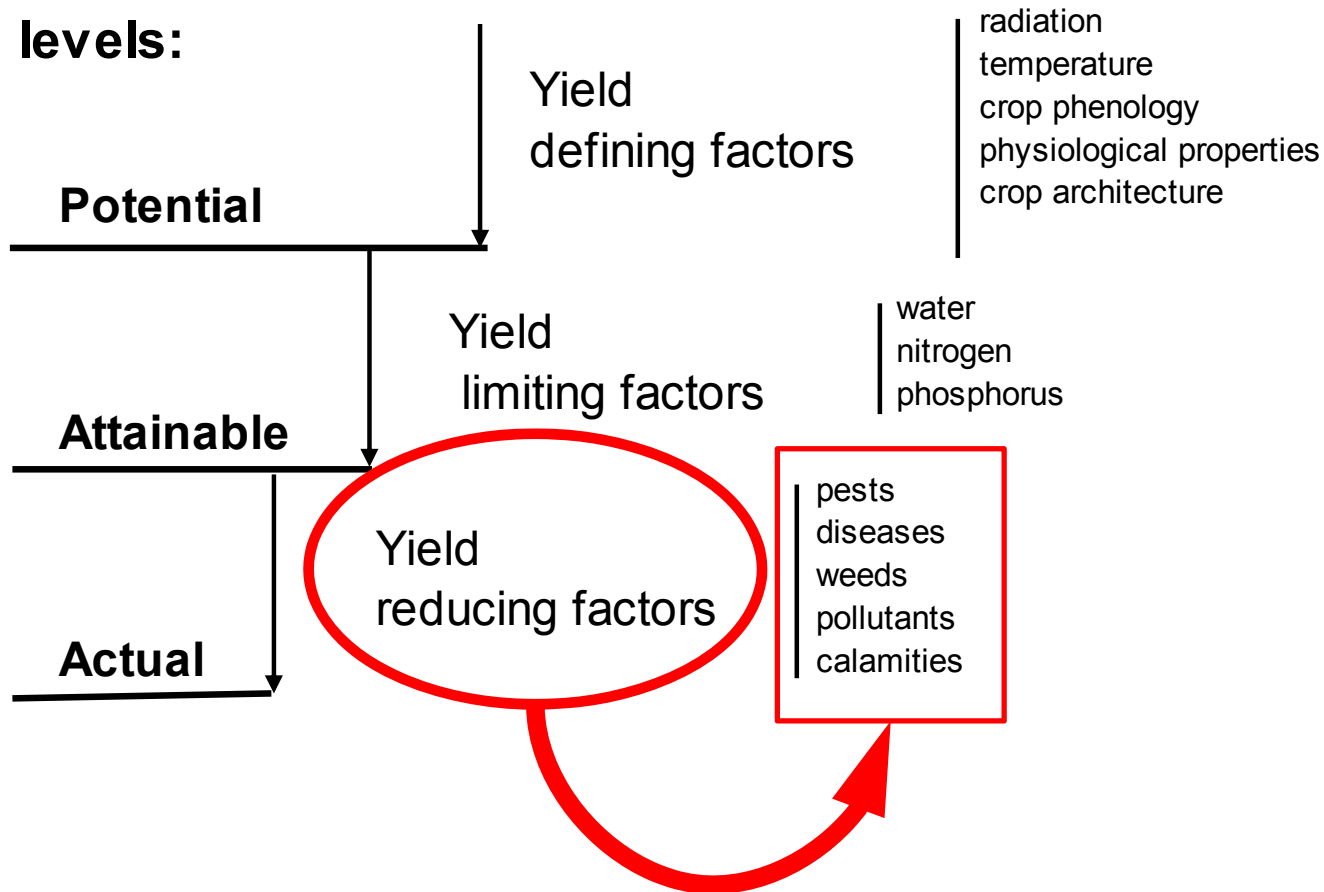 levels:
Yield
defining factors
radiation
temperature
crop phenology
physiological properties
crop architecture
Potential
Yield
limiting factors
water
nitrogen
phosphorus
Attainable
Yield
reducing factors
pests
diseases
weeds
pollutants
calamities
Actual